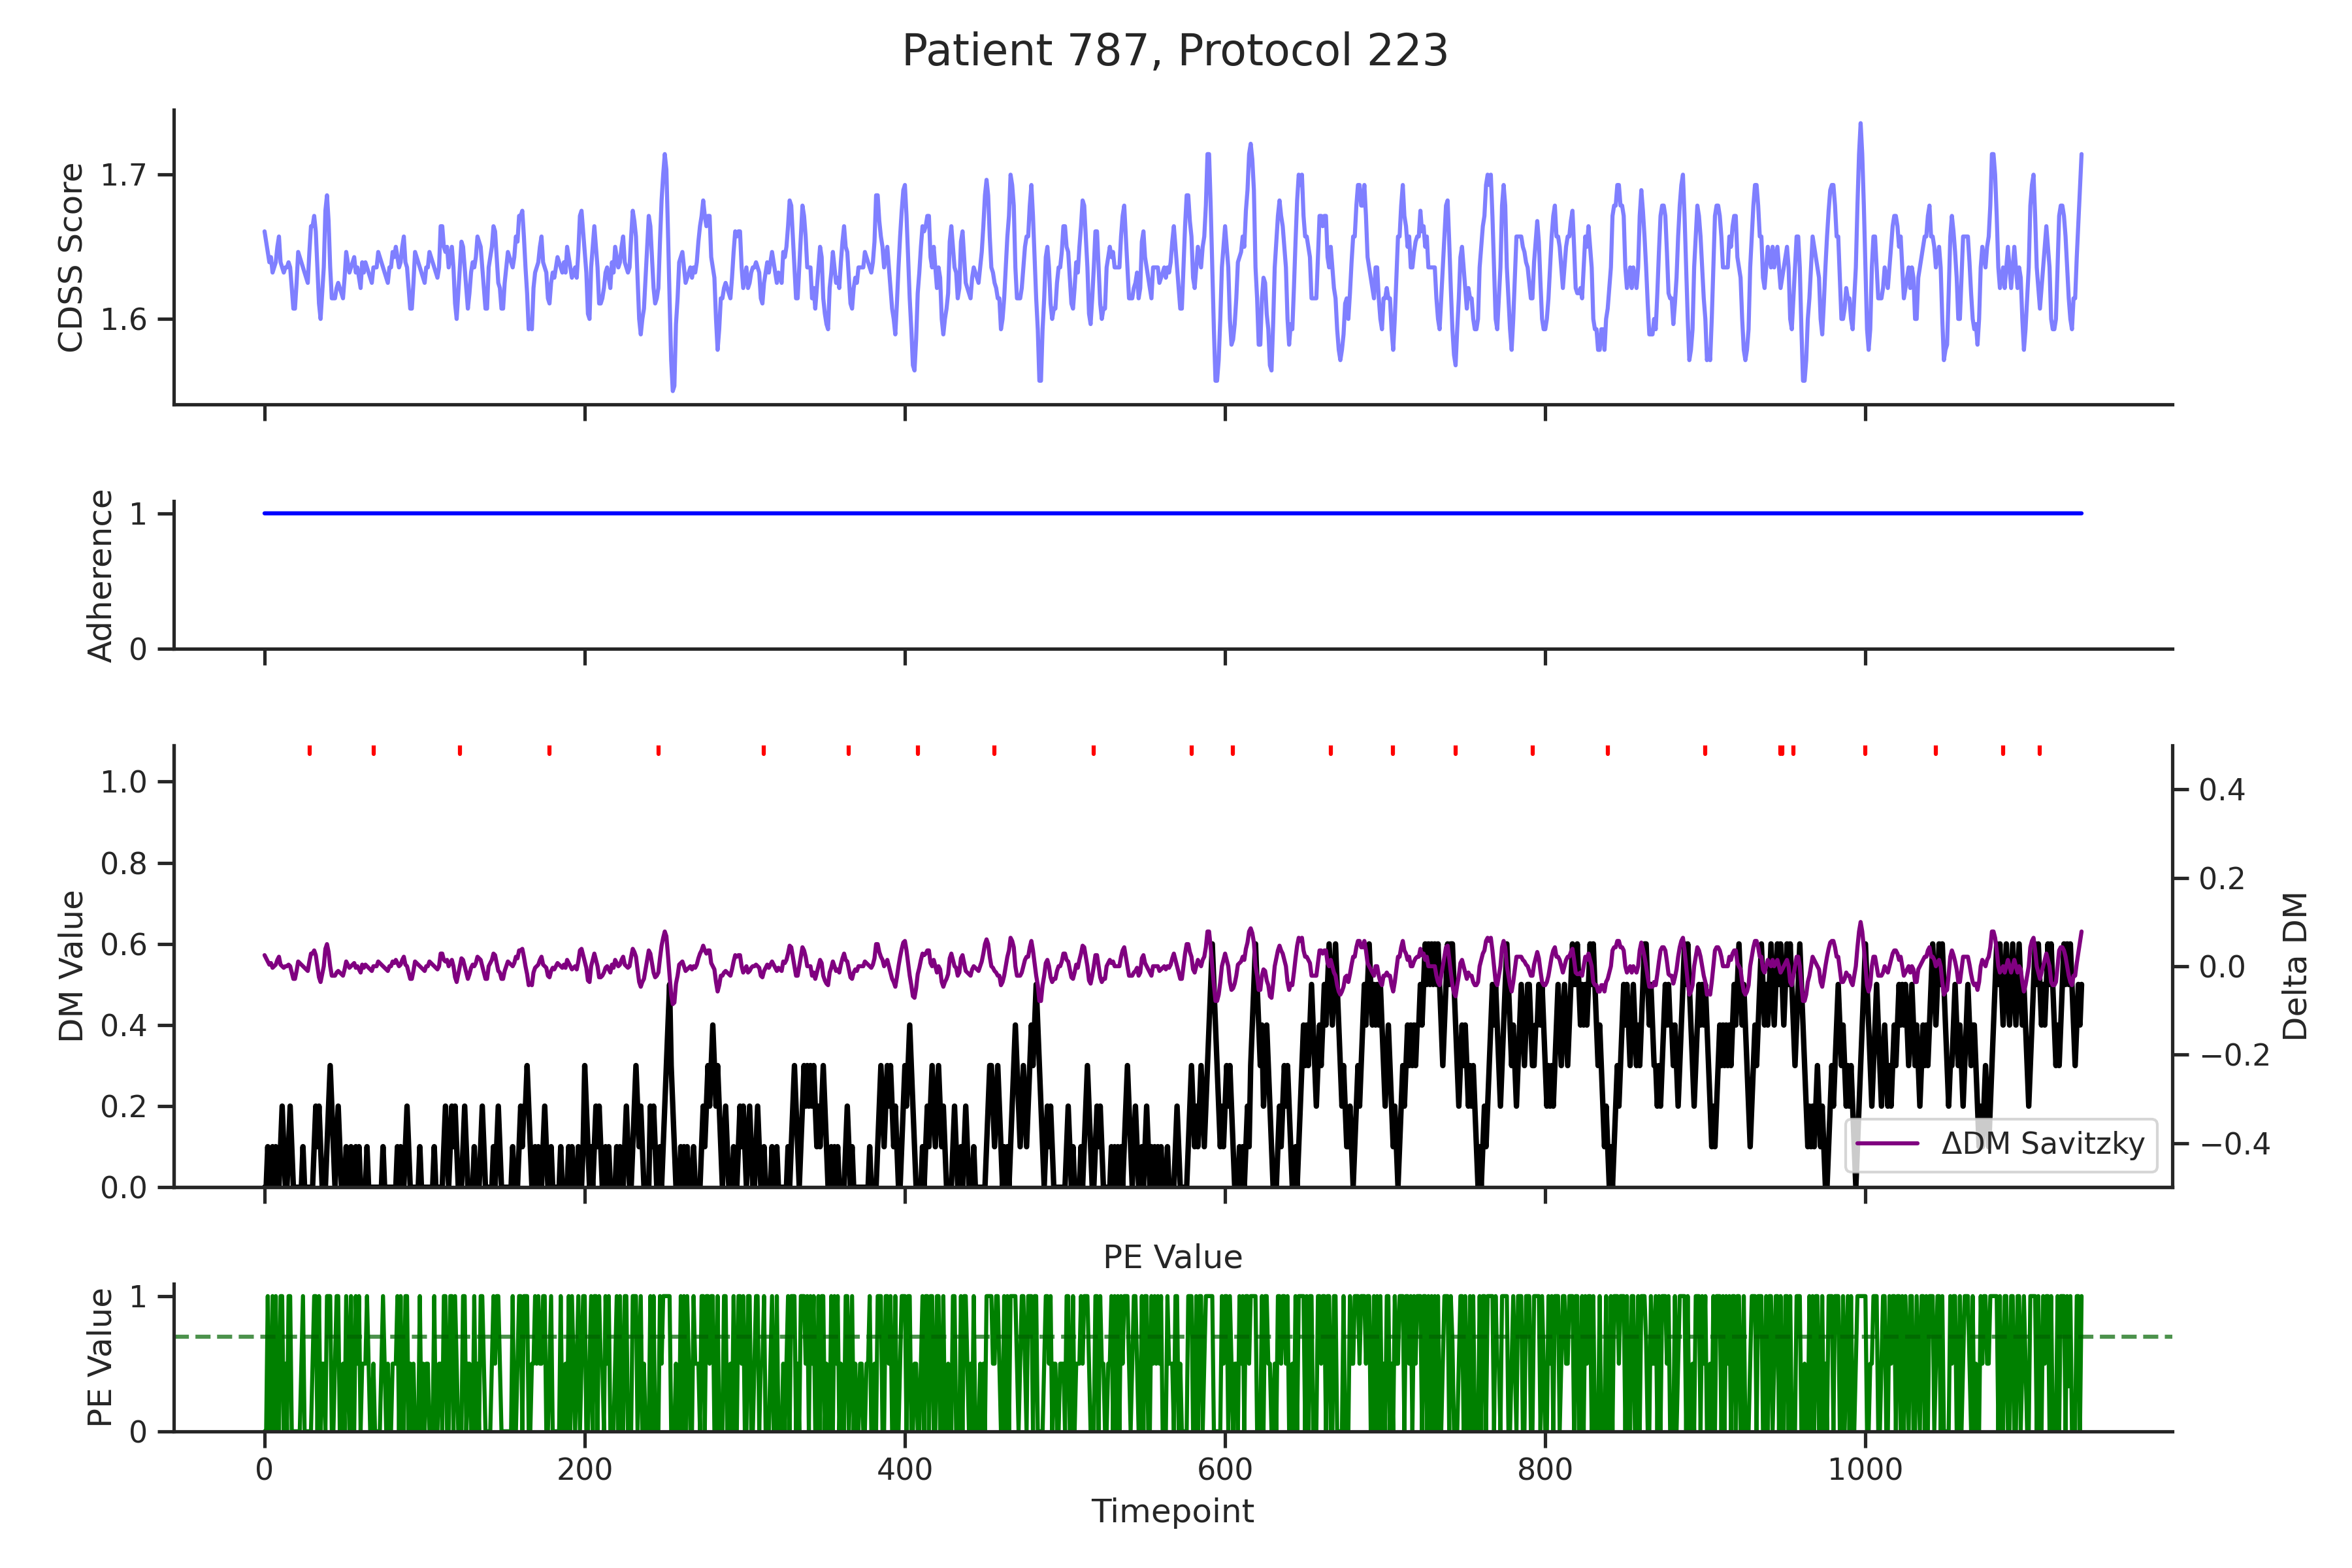 Patient 787, Protocol 223
CDSS Score
1.7
1.6
Adherence
1
0
DM Value
1.0
0.8
0.6
0.4
0.2
0.0
0.4
0.2
0.0
−0.2
−0.4
Delta DM
ΔDM Savitzky
PE Value
PE Value
1
0
0 200 400 600 800 1000
Timepoint